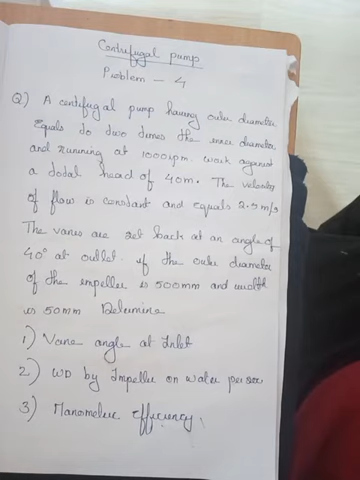 Centrifugal pump
Problem - 4
Q) A centifugal pump having outer diameter
equals to two times the inner diameter
and running at 1000rpm work against
a total head of 40m. The velocity
of flow is constant and equals 2.5m/s
The vanes are set back at an angle of
40° at outlet. if the outer diameter
of the impeller is 500mm and width
is 50mm Determine
1) Vane angle at Inlet
2) WD by Impeller on water per sec
3) Manometric Efficiency.